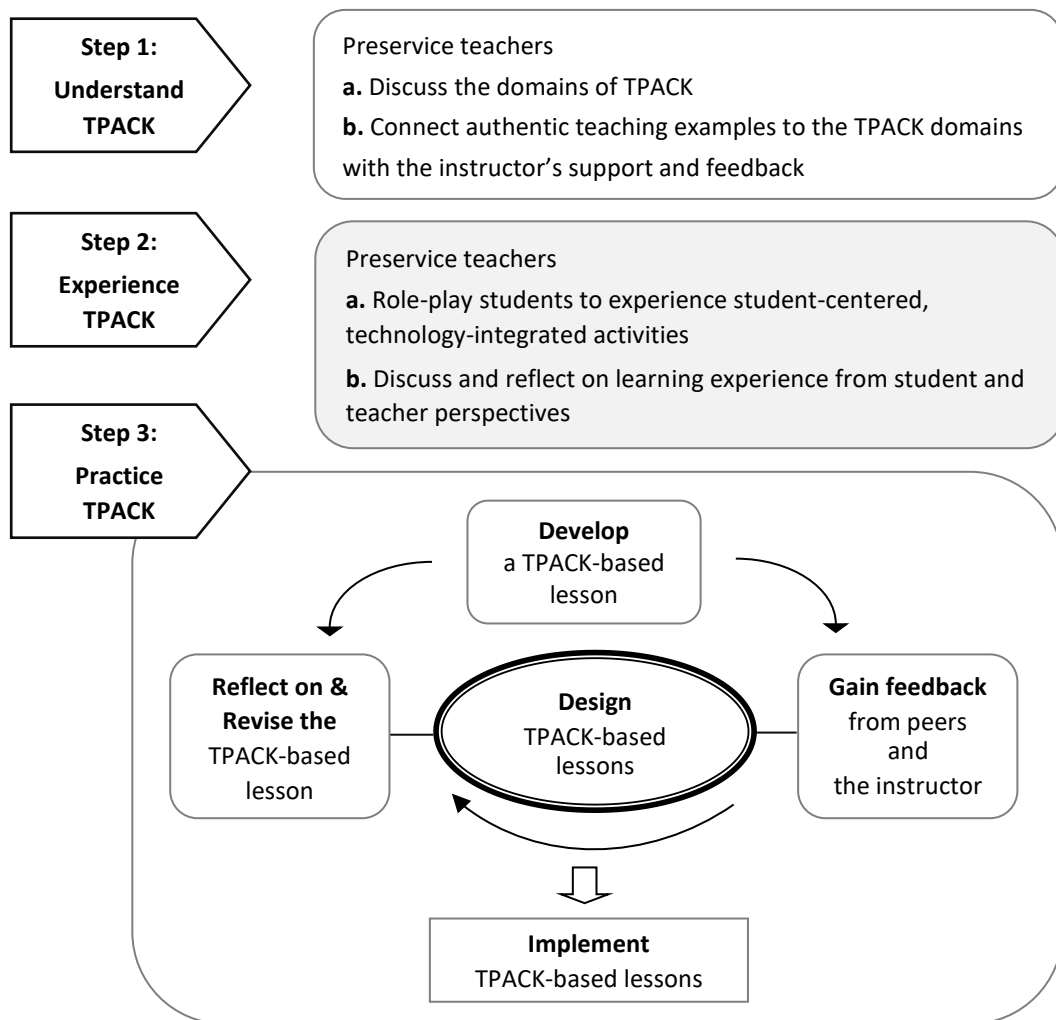 Step 1:
Understand
TPACK
Preservice teachers
a. Discuss the domains of TPACK
b. Connect authentic teaching examples to the TPACK domains
with the instructor’s support and feedback
Step 2:
Experience
TPACK
Preservice teachers
a. Role-play students to experience student-centered,
technology-integrated activities
b. Discuss and reflect on learning experience from student and
teacher perspectives
Step 3:
Practice
TPACK
Develop
a TPACK-based
lesson
Reflect on &
Revise the
TPACK-based
lesson
Design
TPACK-based
lessons
Gain feedback
from peers
and
the instructor
Implement
TPACK-based lessons